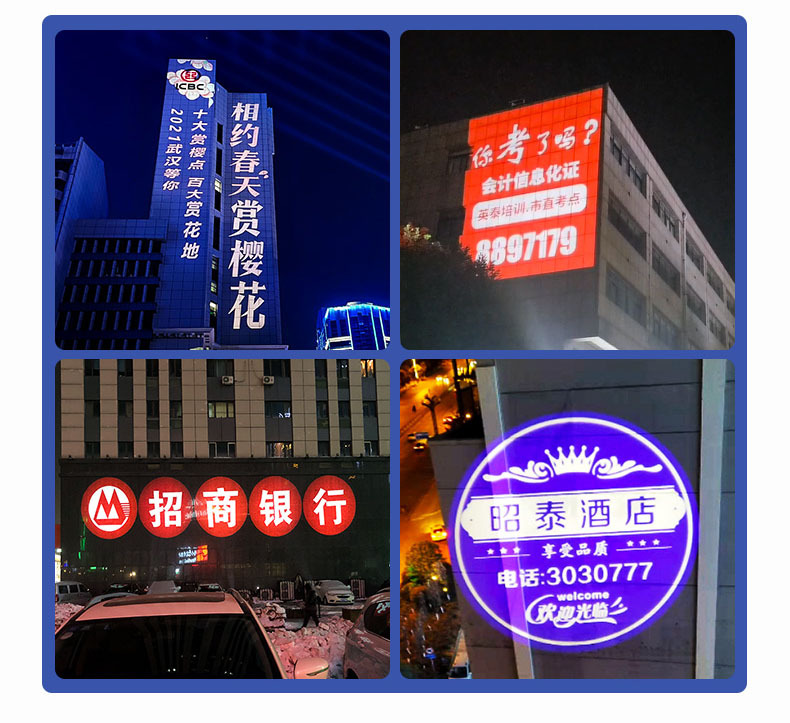 ICBC
相约春天赏樱花
十大赏樱点 百大赏花地
2021武汉等你
你考了吗?
会计信息化证
英泰培训.市直考点
8897179
招商银行
昭泰酒店
享受品质
电话:3030777
welcome
欢迎光临